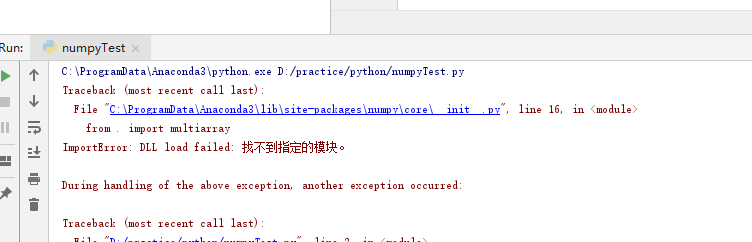 Run: numpyTest ×
C:\ProgramData\Anaconda3\python.exe D:/practice/python/numpyTest.py
Traceback (most recent call last):
File "C:\ProgramData\Anaconda3\lib\site-packages\numpy\core\__init__.py", line 16, in <module>
from . import multiarray
ImportError: DLL load failed: 找不到指定的模块。
During handling of the above exception, another exception occurred:
Traceback (most recent call last):
File "D:/practice/python/numpyTest.py", line 2, in <module>